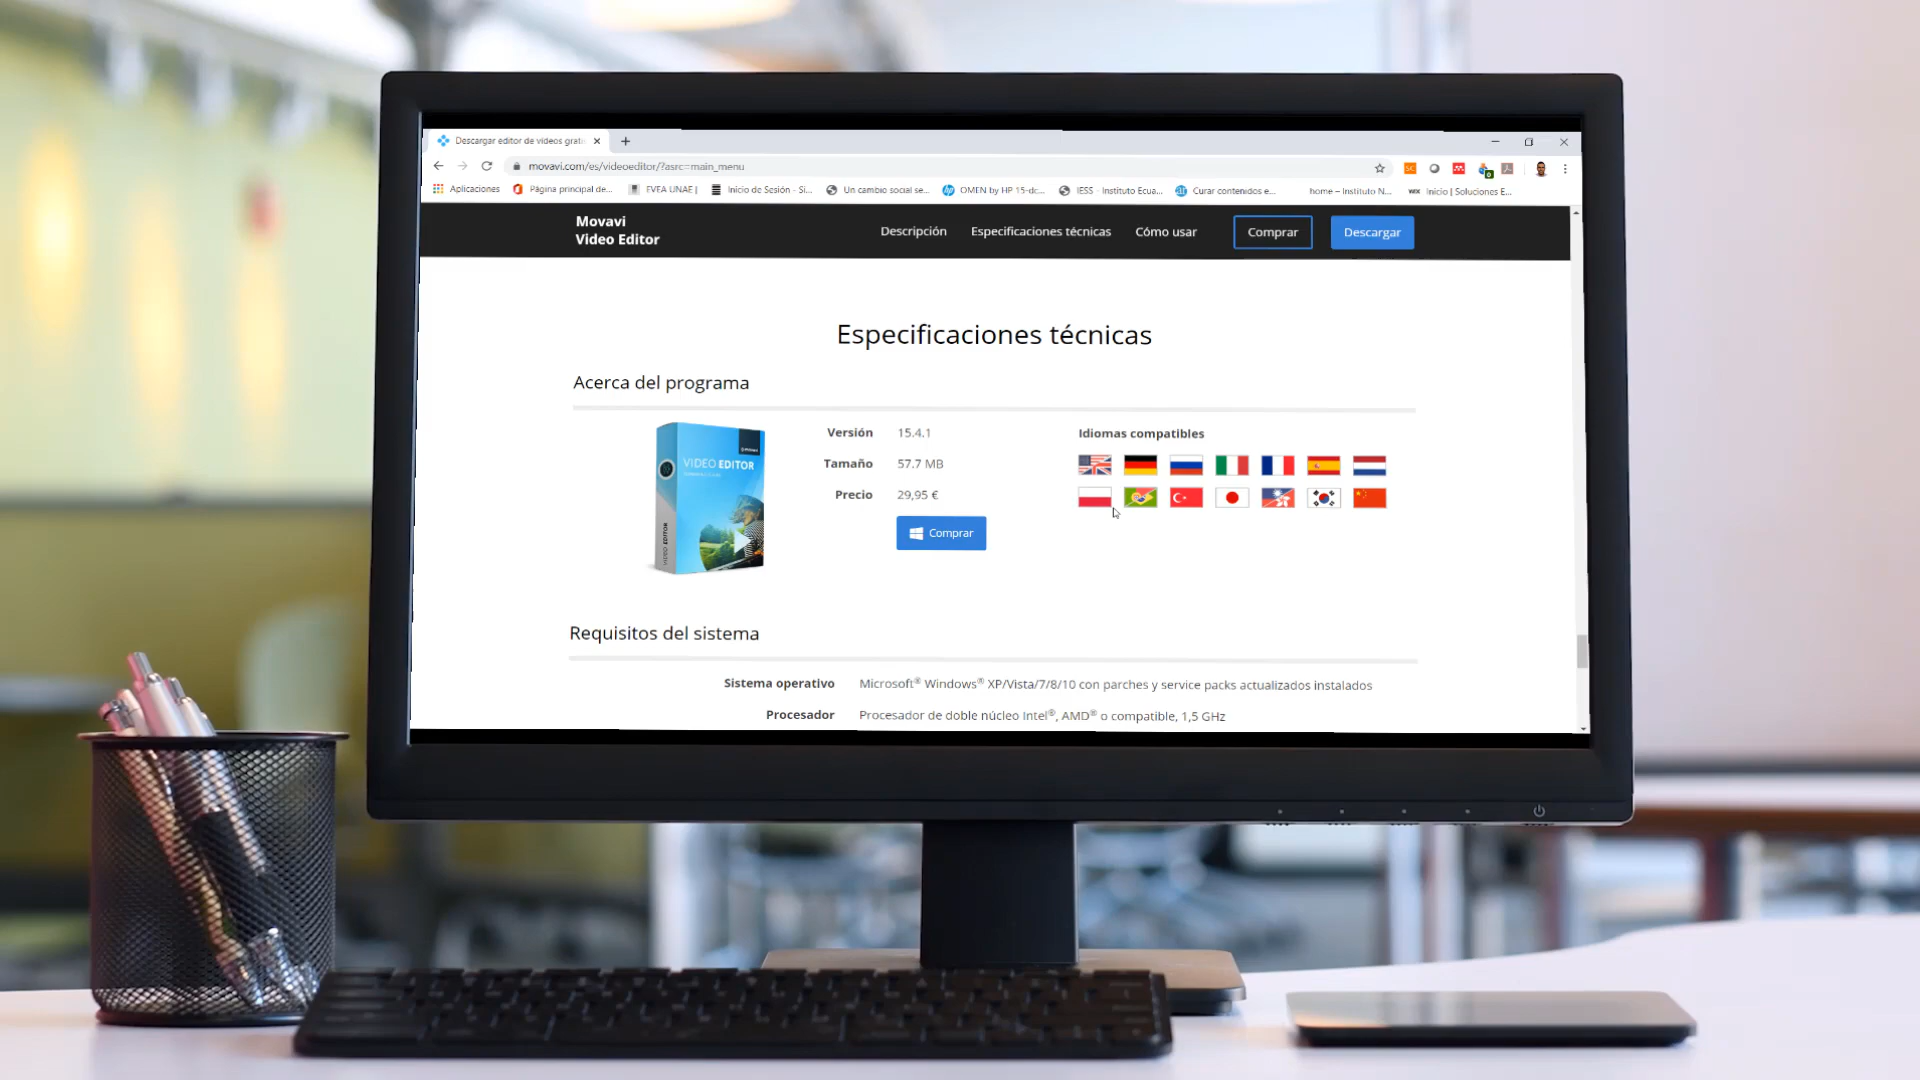 Descargar editor de videos grati
movavi.com/es/videoeditor/?asrc=main_menu
Aplicaciones
Página principal de...
FVEA UNAE |
Inicio de Sesión - Si...
Un cambio social se...
OMEN by HP 15-dc...
IESS - Instituto Ecua...
Curar contenidos e...
home – Instituto N...
Inicio | Soluciones E...
Movavi
Video Editor
Descripción
Especificaciones técnicas
Cómo usar
Comprar
Descargar
Especificaciones técnicas
Acerca del programa
VIDEO EDITOR
VIDEO EDITOR
Versión 15.4.1
Tamaño 57.7 MB
Precio 29,95 €
Comprar
Idiomas compatibles
Requisitos del sistema
Sistema operativo Microsoft® Windows® XP/Vista/7/8/10 con parches y service packs actualizados instalados
Procesador Procesador de doble núcleo Intel®, AMD® o compatible, 1,5 GHz